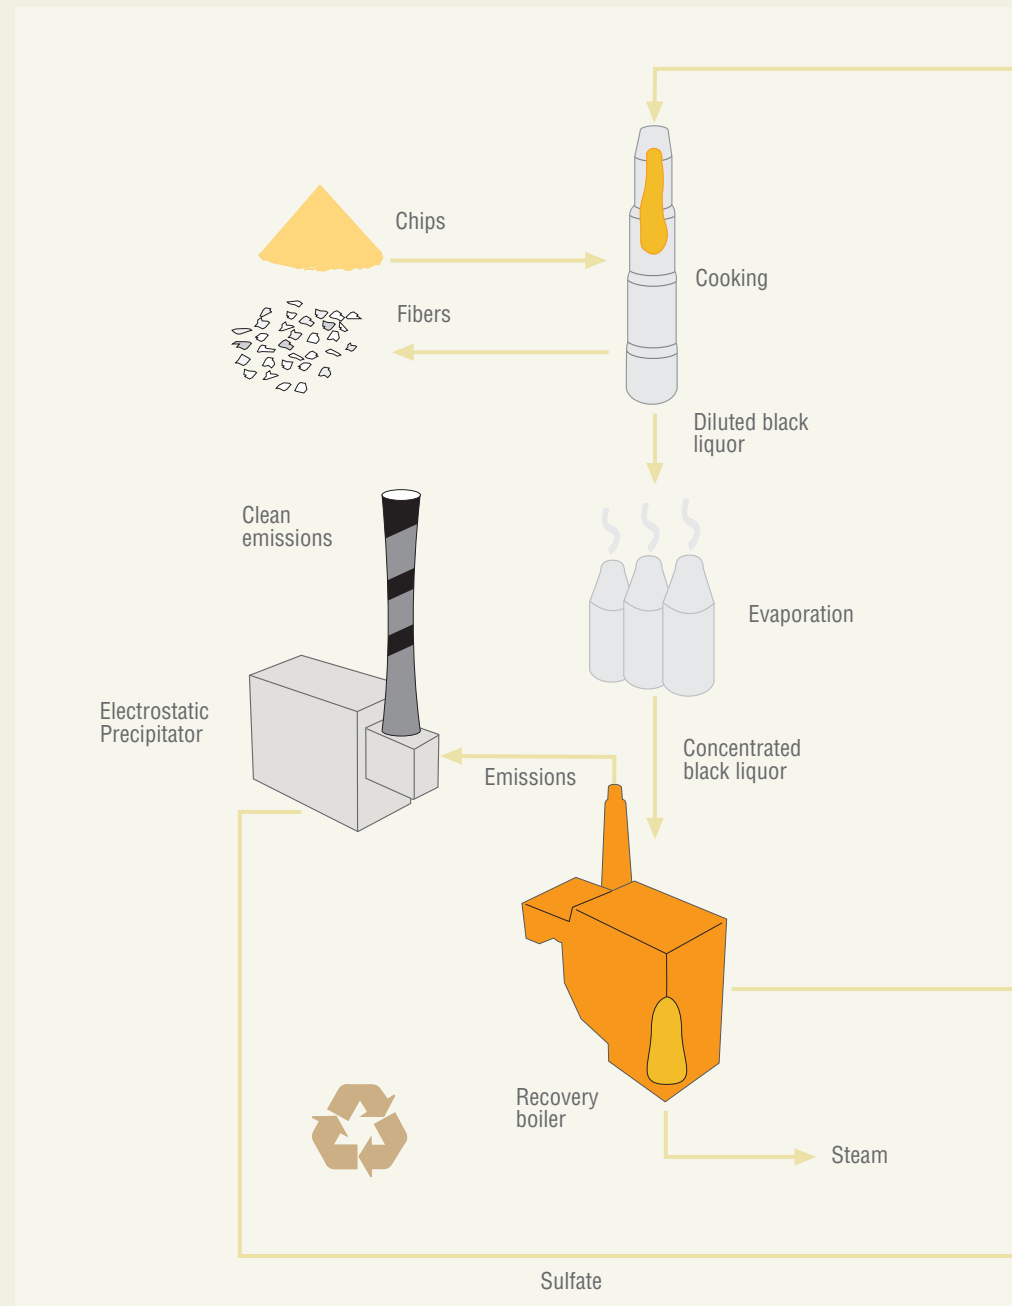 Chips
Cooking
Fibers
Diluted black
liquor
Clean
emissions
Evaporation
Electrostatic
Precipitator
Concentrated
black liquor
Emissions
Recovery
boiler
Steam
Sulfate